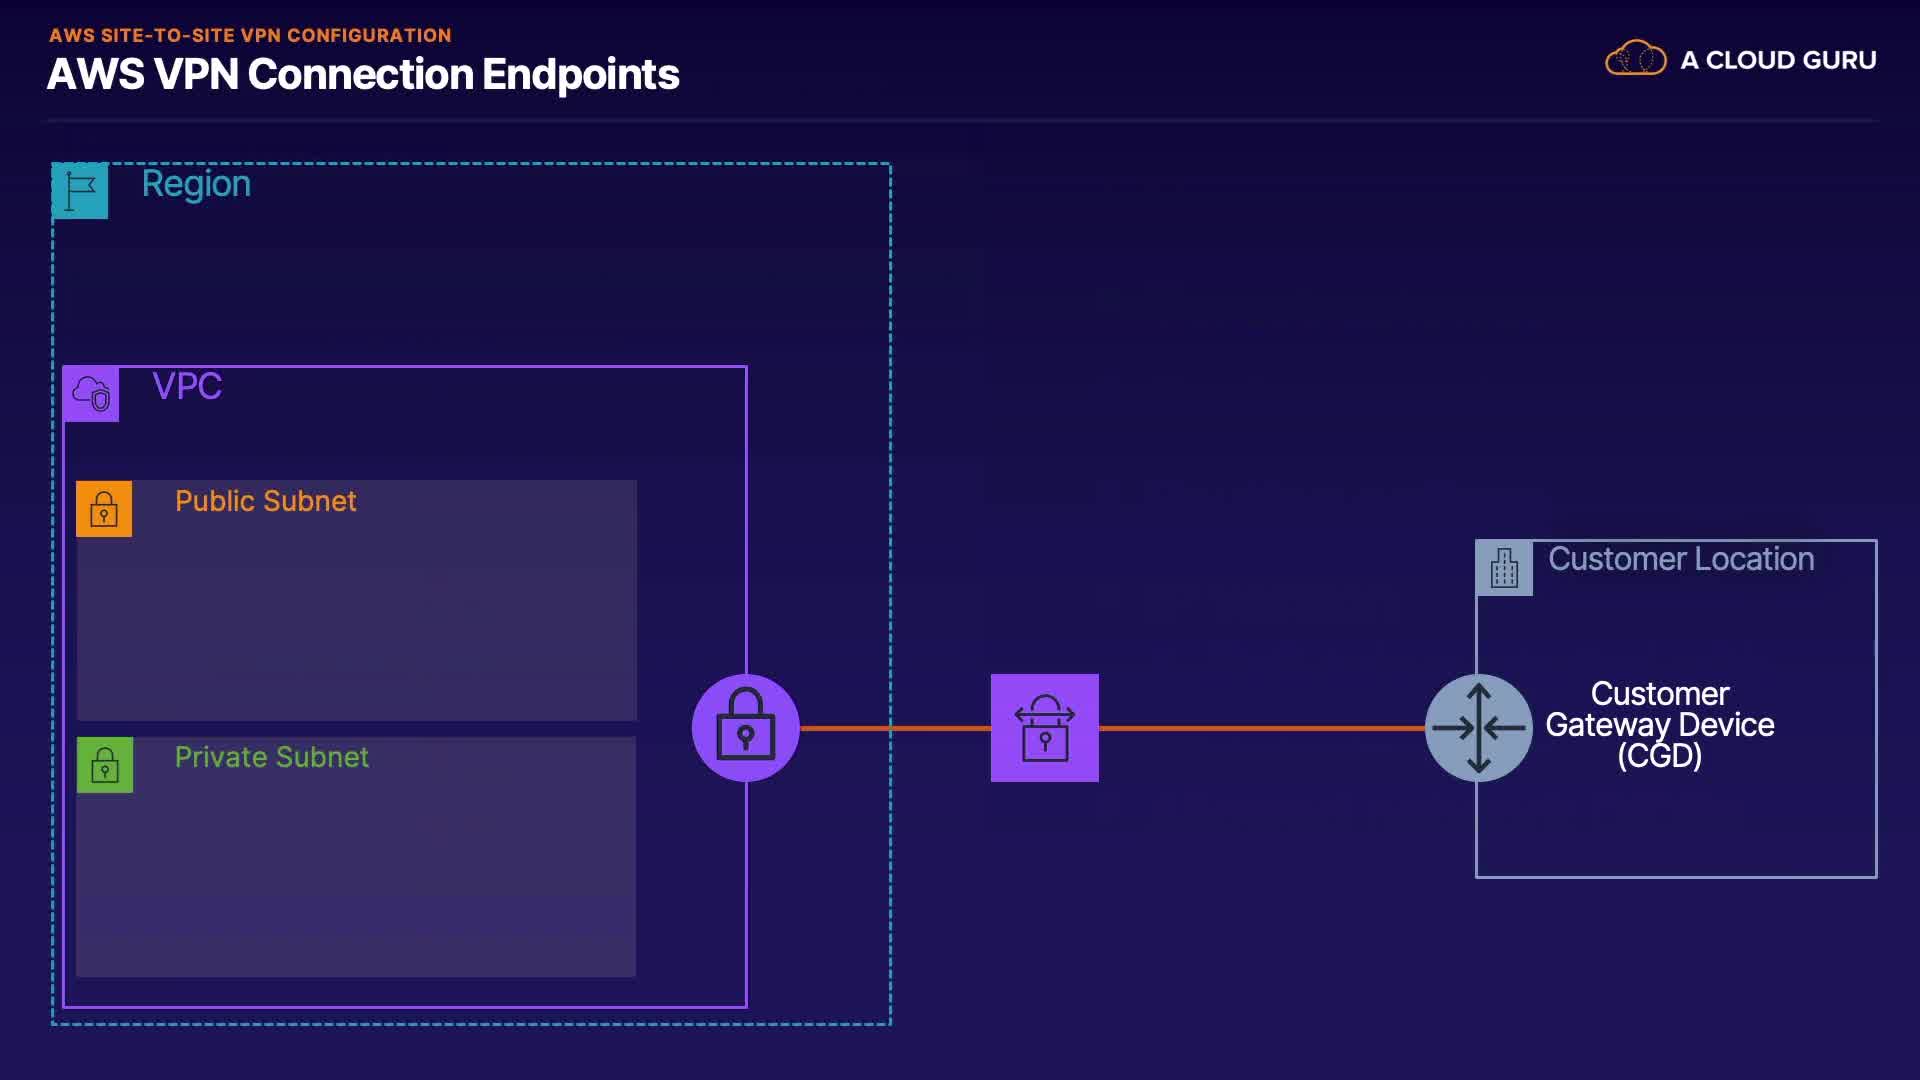 AWS SITE-TO-SITE VPN CONFIGURATION
AWS VPN Connection Endpoints
A CLOUD GURU
Region
VPC
Public Subnet
Private Subnet
Customer Location
Customer
Gateway Device
(CGD)